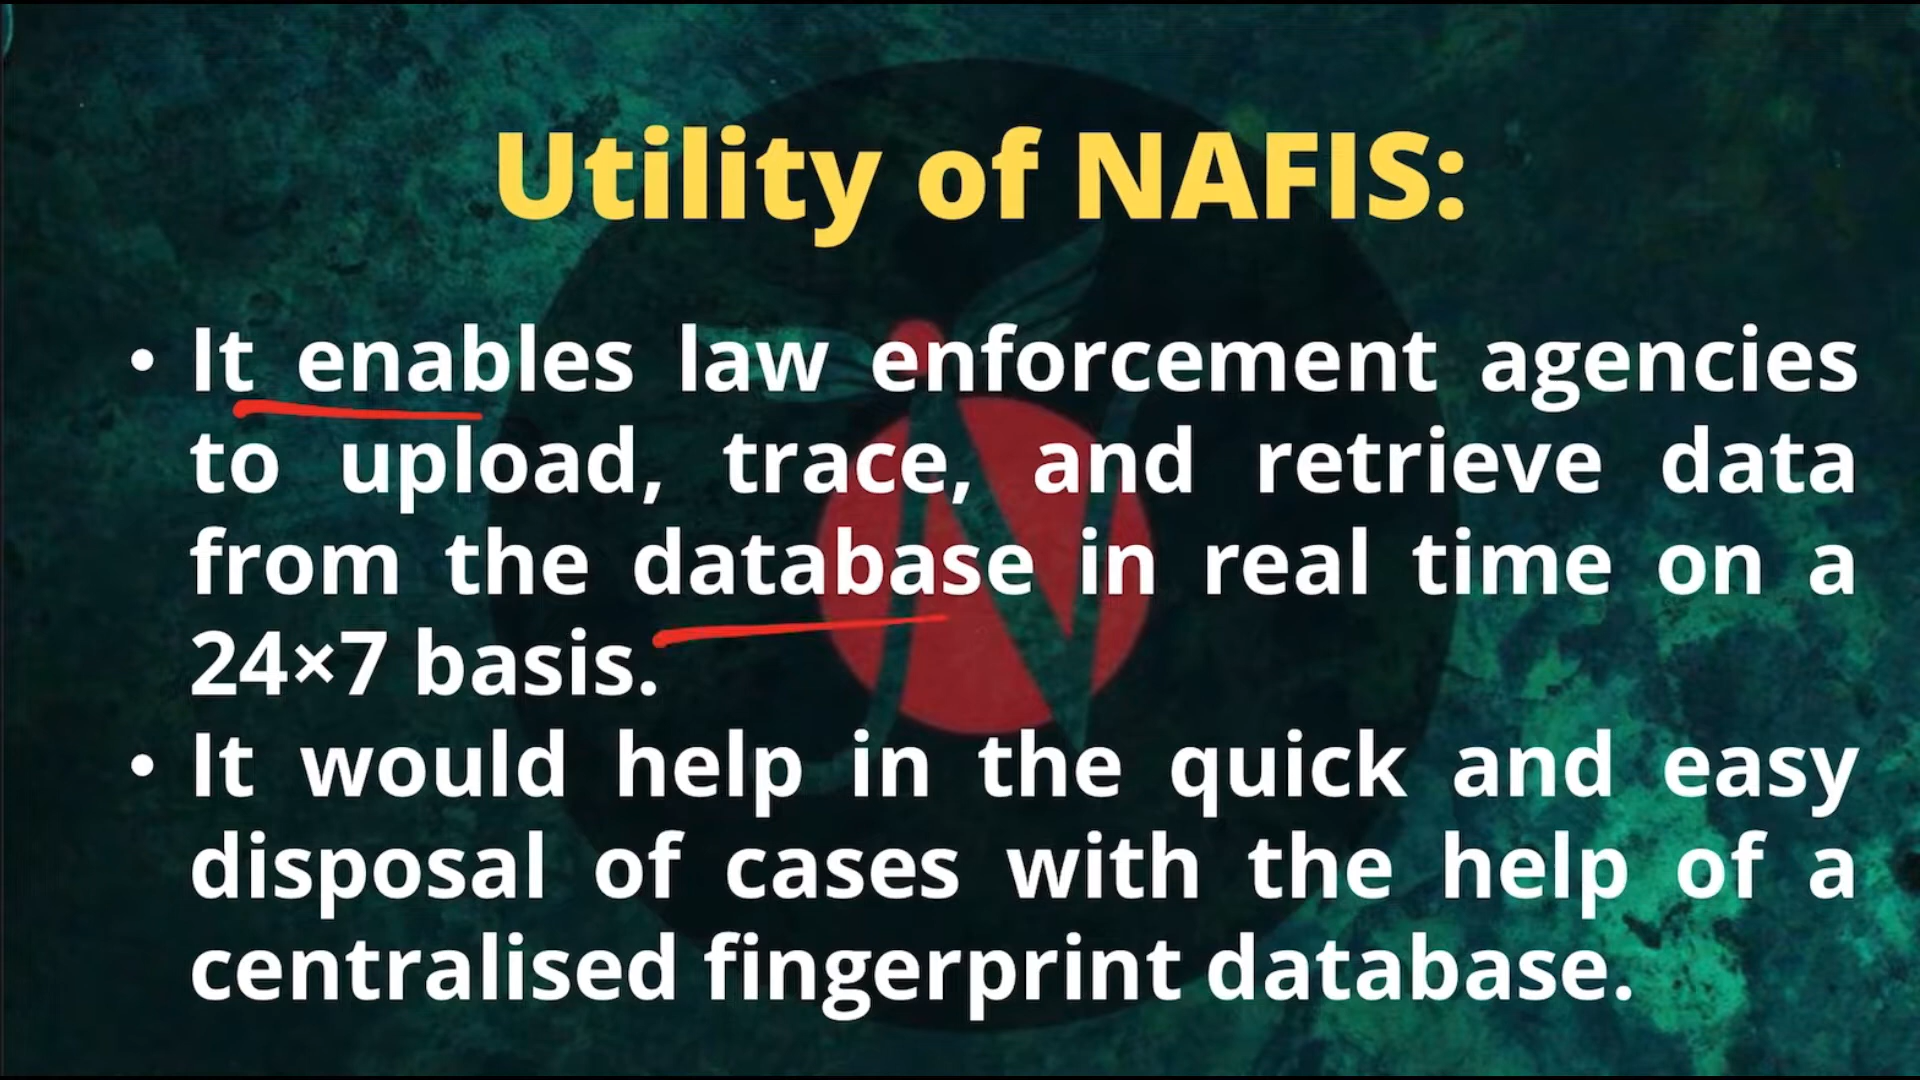 Utility of NAFIS:
• It enables law enforcement agencies
to upload, trace, and retrieve data
from the database in real time on a
24×7 basis.
• It would help in the quick and easy
disposal of cases with the help of a
centralised fingerprint database.